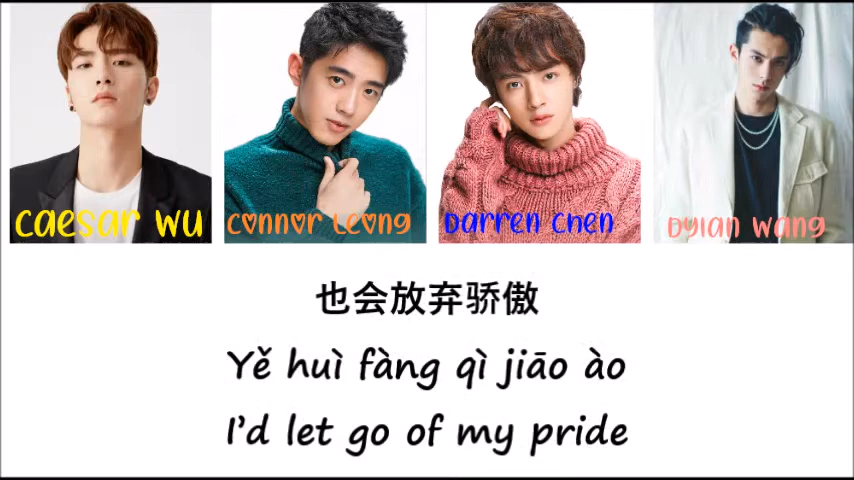 Caesar Wu
Connor Leong
Darren Chen
Dylan Wang
也会放弃骄傲
Yě huì fàng qì jiāo ào
I'd let go of my pride